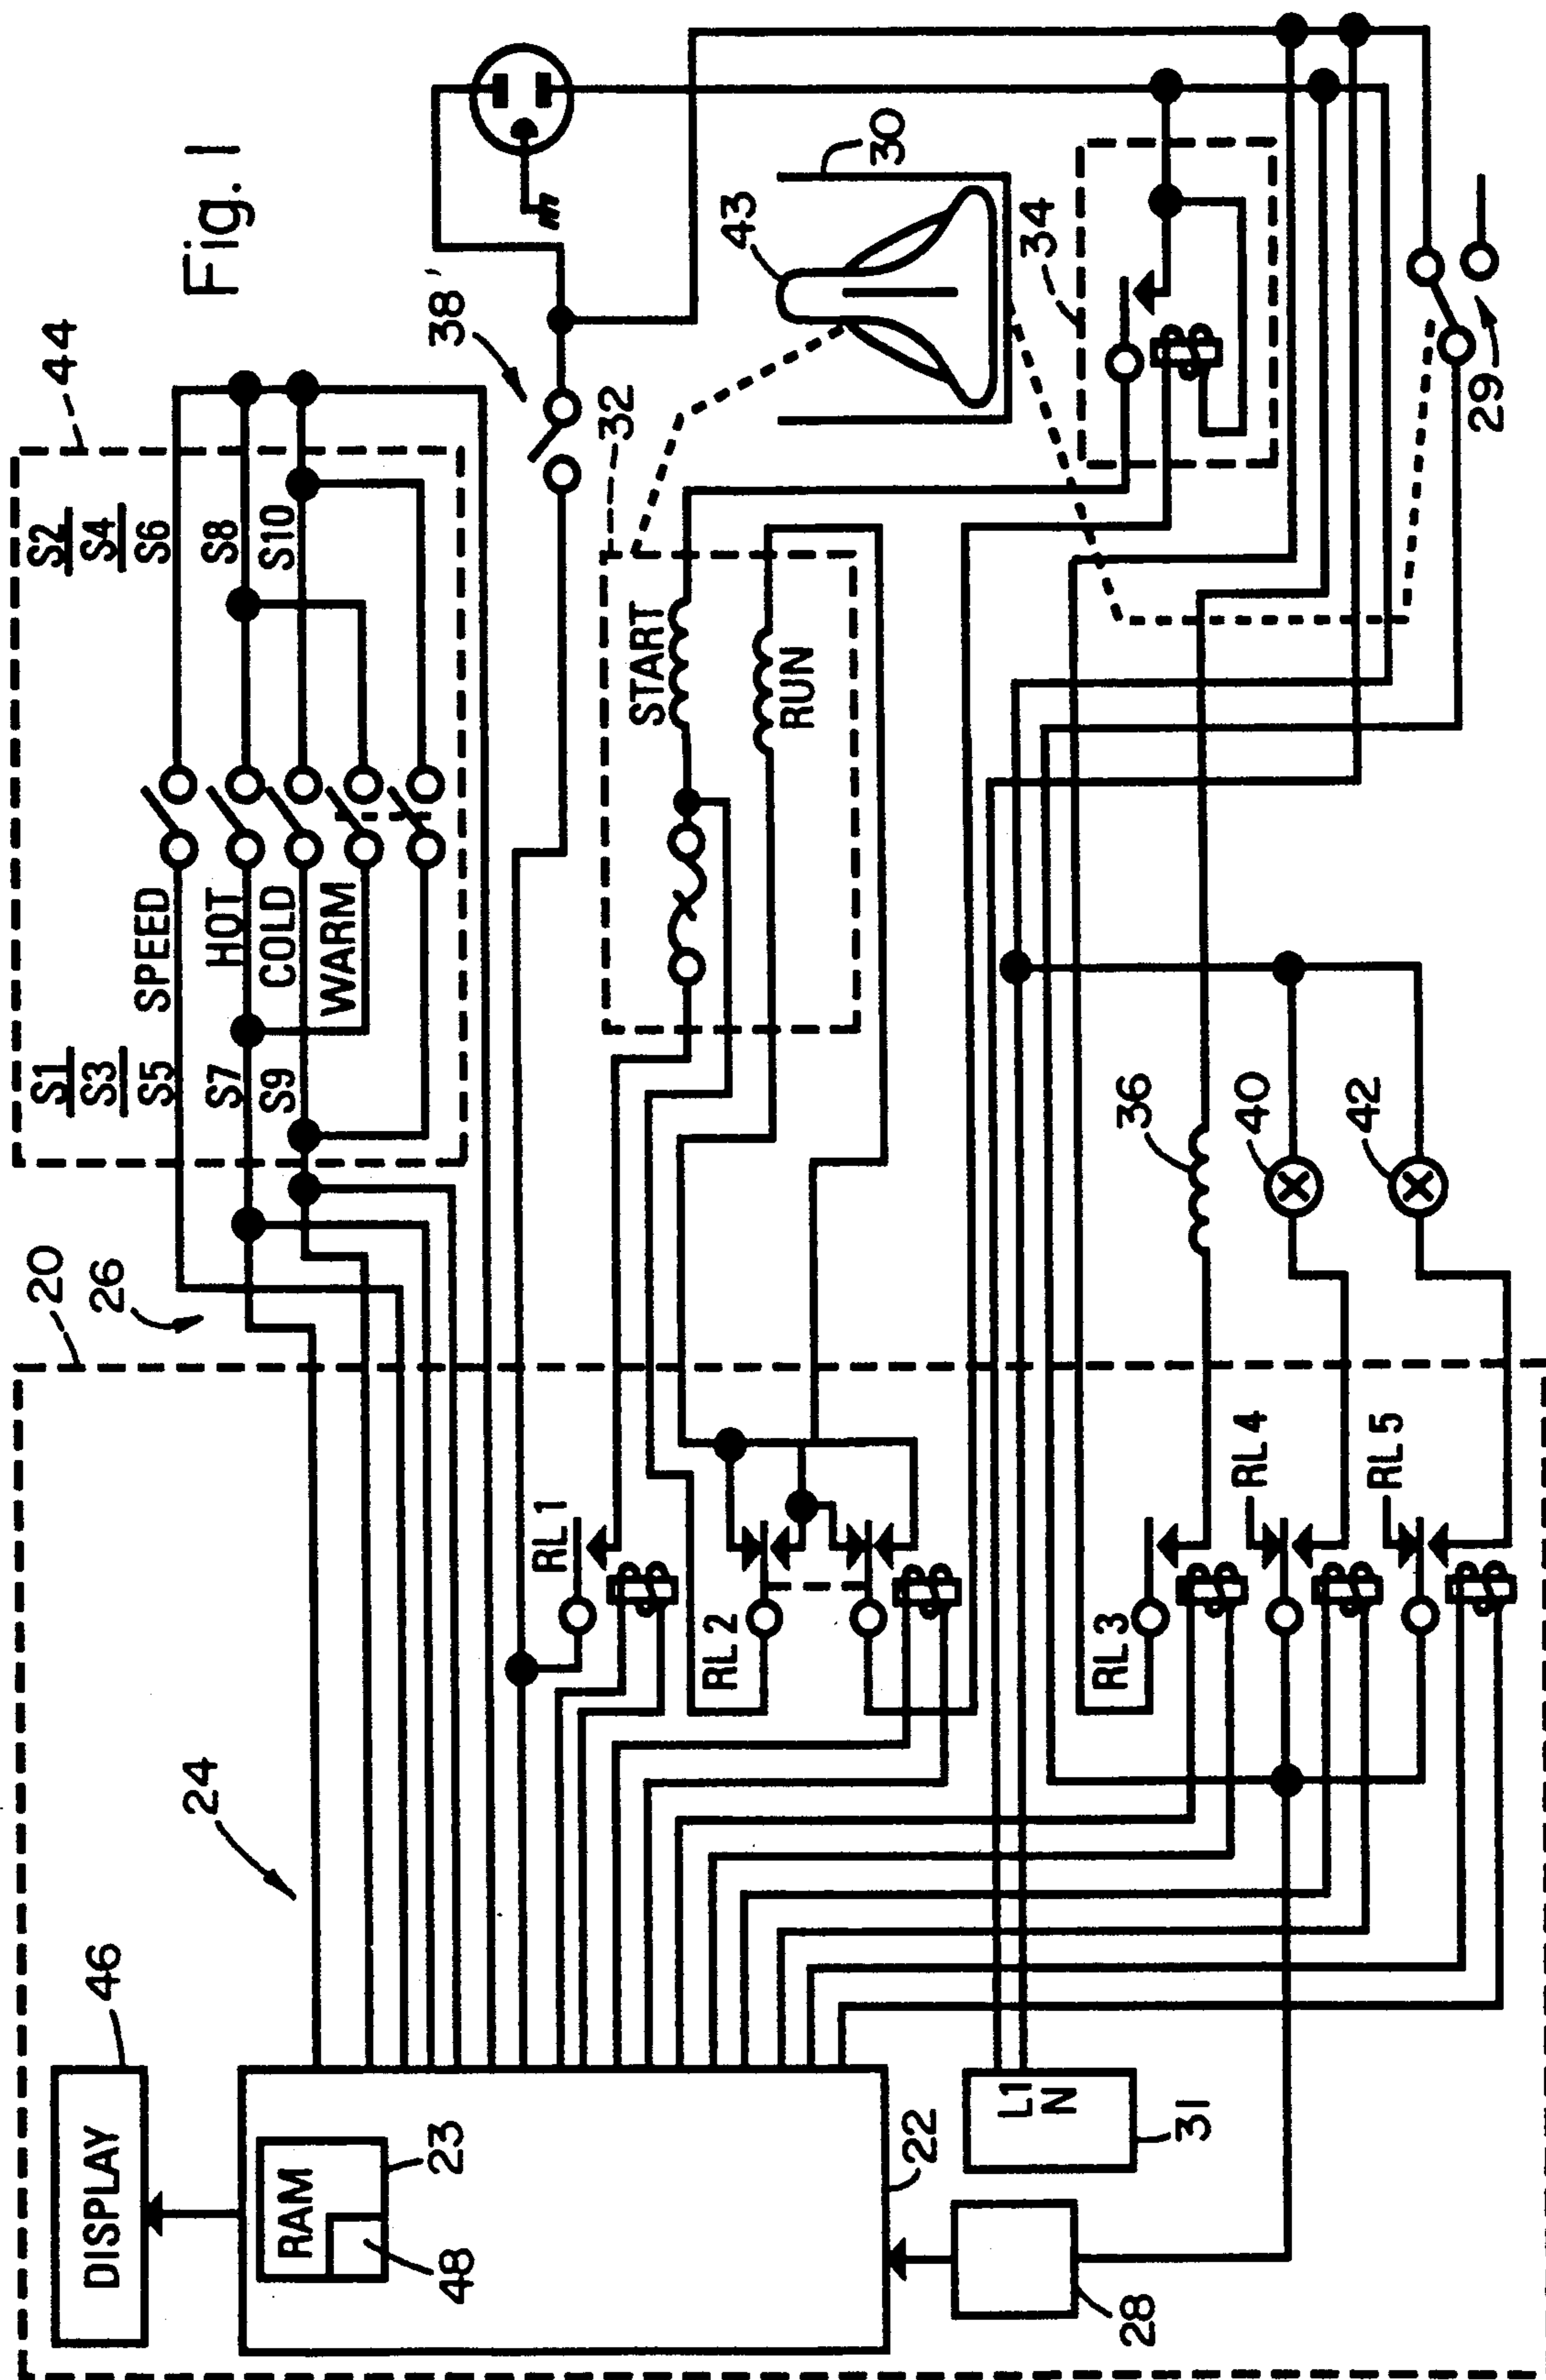 Fig. 1
20
26
44
S1
S3
S5
S7
S9
SPEED
HOT
COLD
WARM
S2
S4
S6
S8
S10
38'
24
46
DISPLAY
RAM
23
48
22
28
31
L1
N
RL 1
RL 2
RL 3
RL 4
RL 5
32
START
RUN
43
30
34
36
40
42
29